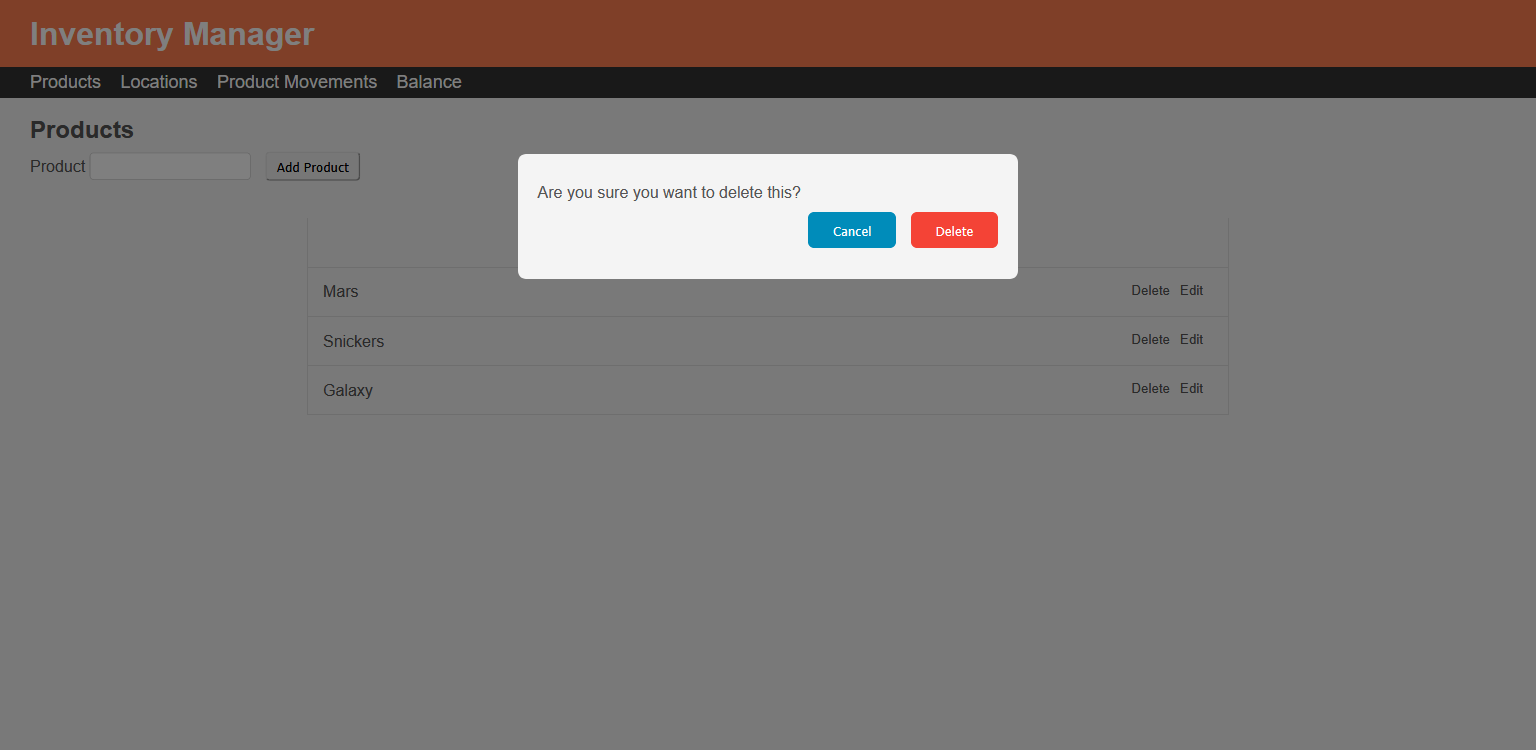 Inventory Manager
Products Locations Product Movements Balance
Products
Product Add Product
Are you sure you want to delete this?
Cancel Delete
Mars Delete Edit
Snickers Delete Edit
Galaxy Delete Edit